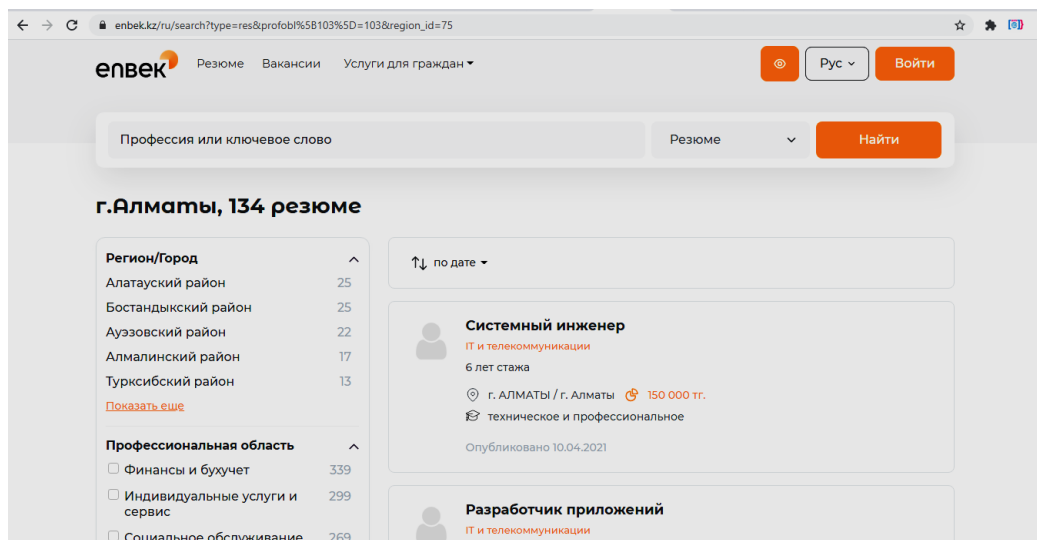 enbek.kz/ru/search?type=res&profobl%5B103%5D=103&region_id=75
enbek
Резюме Вакансии Услуги для граждан
Рус
Войти
Профессия или ключевое слово
Резюме
Найти
г.Алматы, 134 резюме
Регион/Город
Алатауский район 25
Бостандыкский район 25
Ауэзовский район 22
Алмалинский район 17
Турксибский район 13
Показать еще
Профессиональная область
Финансы и бухучет 339
Индивидуальные услуги и 299
сервис
Социальное обслуживание 269
по дате
Системный инженер
IT и телекоммуникации
6 лет стажа
г. АЛМАТЫ / г. Алматы 150 000 тг.
техническое и профессиональное
Опубликовано 10.04.2021
Разработчик приложений
IT и телекоммуникации